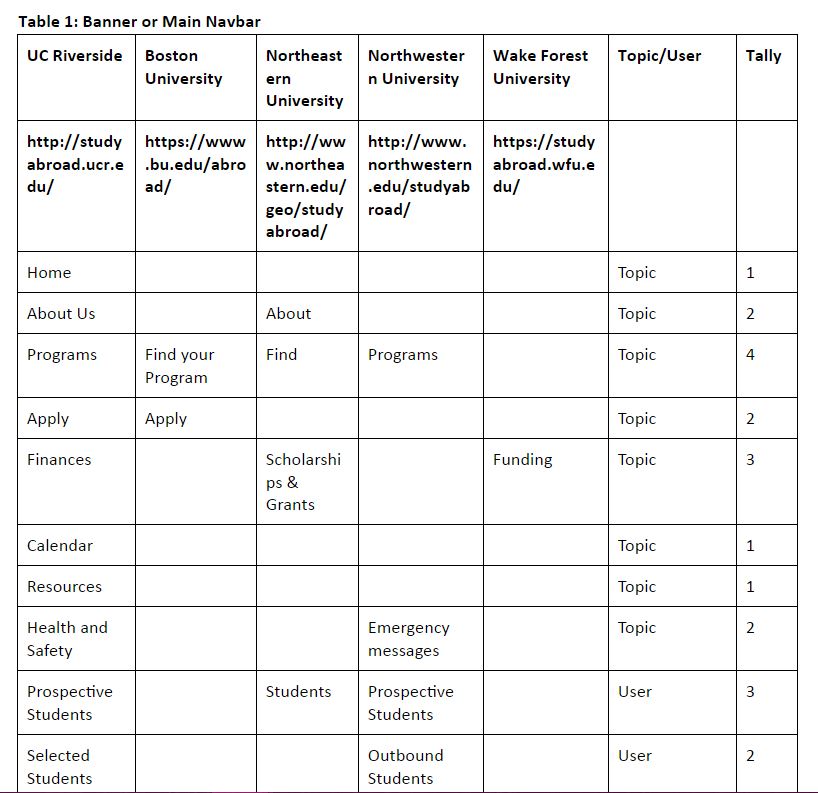 Table 1: Banner or Main Navbar
UC Riverside Boston University Northeastern University Northwestern University Wake Forest University Topic/User Tally
http://studyabroad.ucr.edu/ https://www.bu.edu/abroad/ http://www.northeastern.edu/geo/studyabroad/ http://www.northwestern.edu/studyabroad/ https://studyabroad.wfu.edu/
Home Topic 1
About Us About Topic 2
Programs Find your Program Find Programs Topic 4
Apply Apply Topic 2
Finances Scholarships & Grants Funding Topic 3
Calendar Topic 1
Resources Topic 1
Health and Safety Emergency messages Topic 2
Prospective Students Students Prospective Students User 3
Selected Students Outbound Students User 2